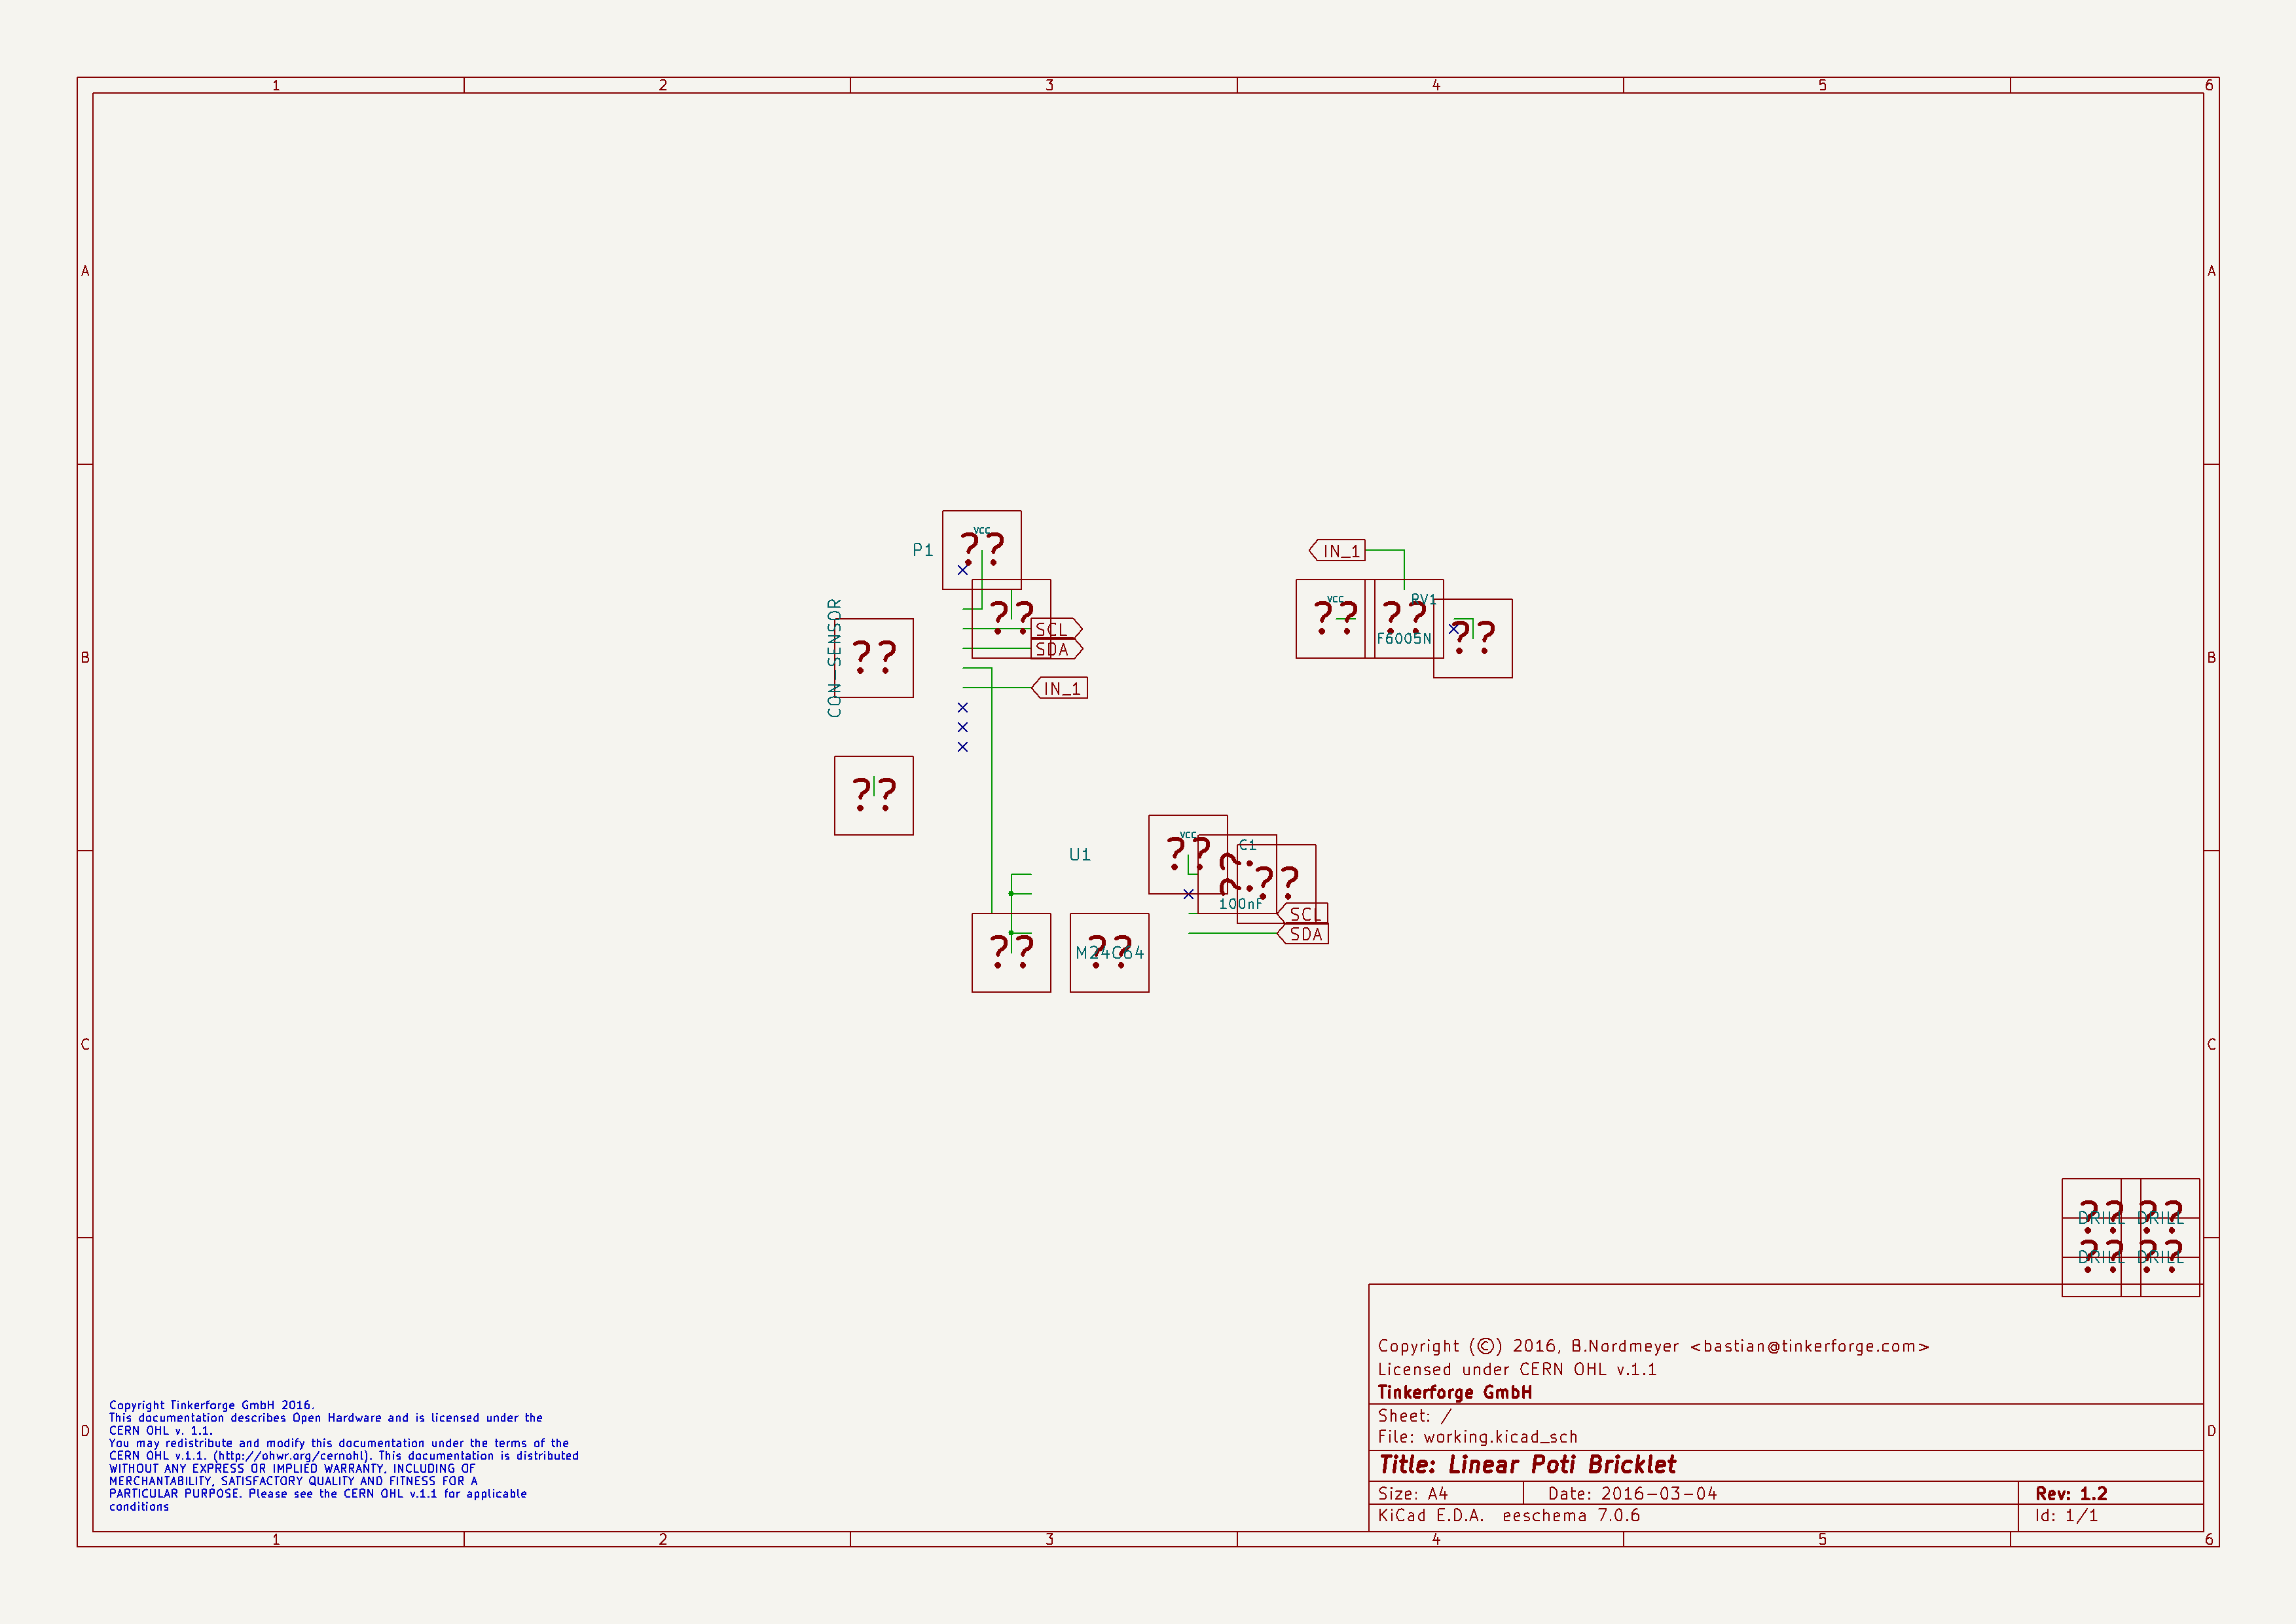 1 2 3 4 5 6
A A
VCC
??
P1
IN_1
VCC
??
SCL
SDA
??
RV1
??
F6005N
??
CON-SENSOR
??
B B
IN_1
??
VCC
??
C1
??
100nF
??
U1
SCL
SDA
??
??
M24C64
C C
??
DRILL
??
DRILL
??
DRILL
??
DRILL
Copyright (©) 2016, B.Nordmeyer <bastian@tinkerforge.com>
Licensed under CERN OHL v.1.1
Tinkerforge GmbH
Sheet: /
File: working.kicad_sch
Title: Linear Poti Bricklet
Size: A4 Date: 2016-03-04 Rev: 1.2
KiCad E.D.A. eeschema 7.0.6 Id: 1/1
Copyright Tinkerforge GmbH 2016.
This documentation describes Open Hardware and is licensed under the
CERN OHL v. 1.1.
You may redistribute and modify this documentation under the terms of the
CERN OHL v.1.1. (http://ohwr.org/cernohl). This documentation is distributed
WITHOUT ANY EXPRESS OR IMPLIED WARRANTY, INCLUDING OF
MERCHANTABILITY, SATISFACTORY QUALITY AND FITNESS FOR A
PARTICULAR PURPOSE. Please see the CERN OHL v.1.1 for applicable
conditions
D D
1 2 3 4 5 6